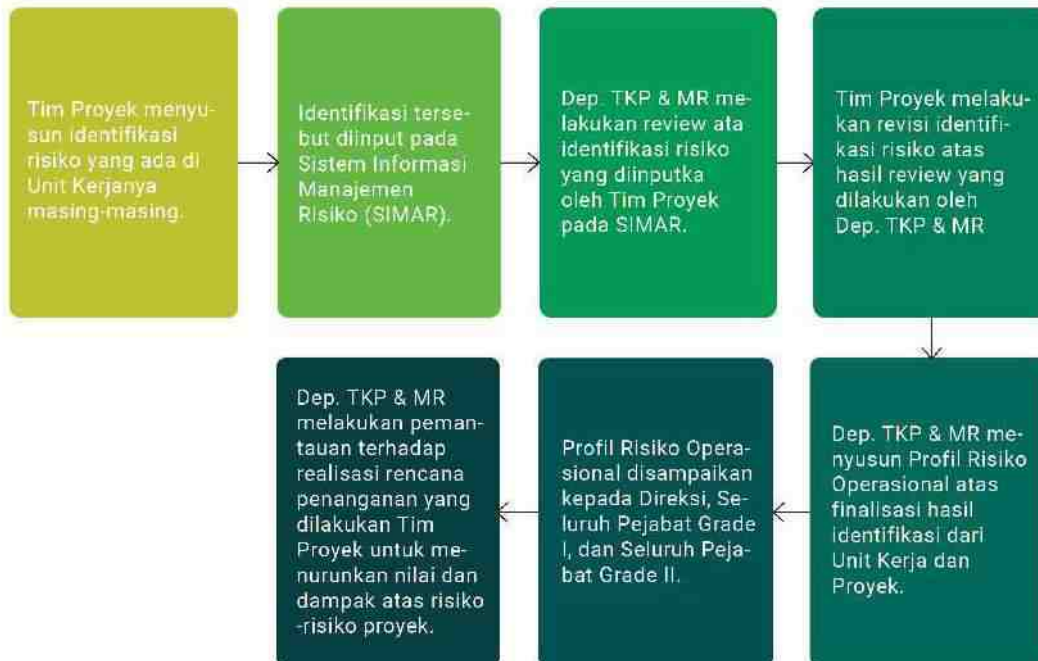 Tim Proyek menyu-
sun identifikasi
risiko yang ada di
Unit Kerjanya
masing-masing.
Identifikasi terse-
but diinput pada
Sistem Informasi
Manajemen
RIsiko (SIMAR).
Dep. TKP & MR me-
lakukan review ata
identifikasi risiko
yang diinputka
oleh Tim Proyek
pada SIMAR.
Tim Proyek melaku-
kan revisi identifi-
kasi risiko atas
hasil review yang
dilakukan oleh
Dep. TKP & MR
Dep. TKP & MR me-
nyusun Profil Risiko
Operasional atas
finalisasi hasil
identifikasi dari
Unit Kerja dan
Proyek.
Profil Risiko Opera-
sional disampaikan
kepada Direksi, Se-
luruh Pejabat Grade
I, dan Seluruh Peja-
bat Grade II.
Dep. TKP & MR
melakukan peman-
tauan terhadap
realisasi rencana
penanganan yang
dilakukan Tim
Proyek untuk me-
nurunkan nilai dan
dampak atas risiko
-risiko proyek.